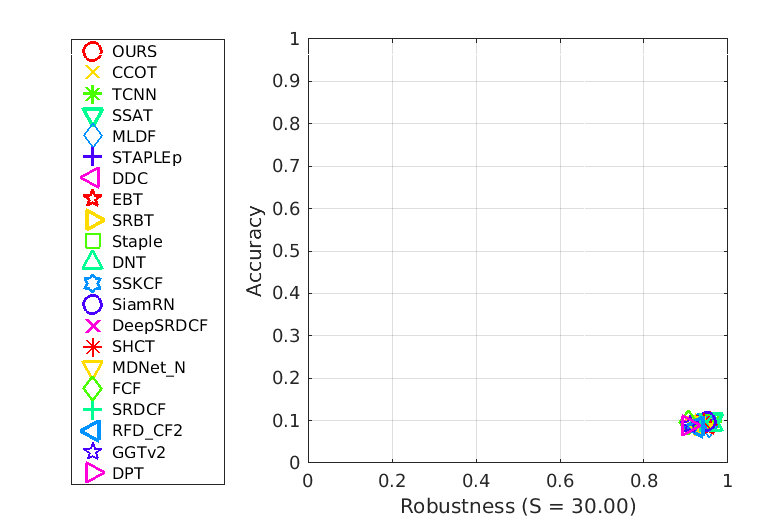 OURS
CCOT
TCNN
SSAT
MLDF
STAPLEp
DDC
EBT
SRBT
Staple
DNT
SSKCF
SiamRN
DeepSRDCF
SHCT
MDNet_N
FCF
SRDCF
RFD_CF2
GGTv2
DPT
Accuracy
1
0.9
0.8
0.7
0.6
0.5
0.4
0.3
0.2
0.1
0
0 0.2 0.4 0.6 0.8 1
Robustness (S = 30.00)